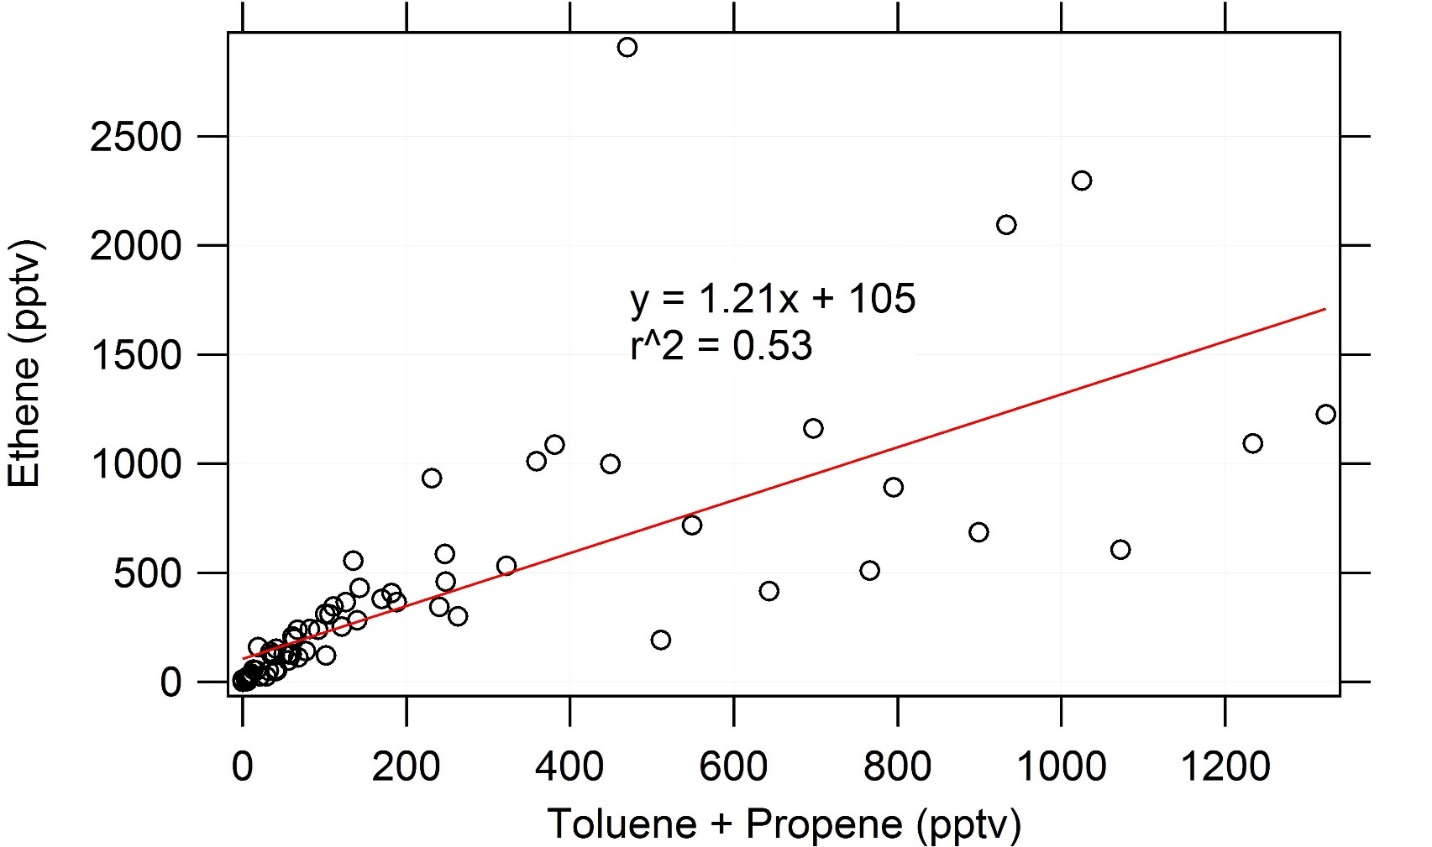 2500
2000
1500
1000
500
0
Ethene (pptv)
y = 1.21x + 105
r^2 = 0.53
0 200 400 600 800 1000 1200
Toluene + Propene (pptv)